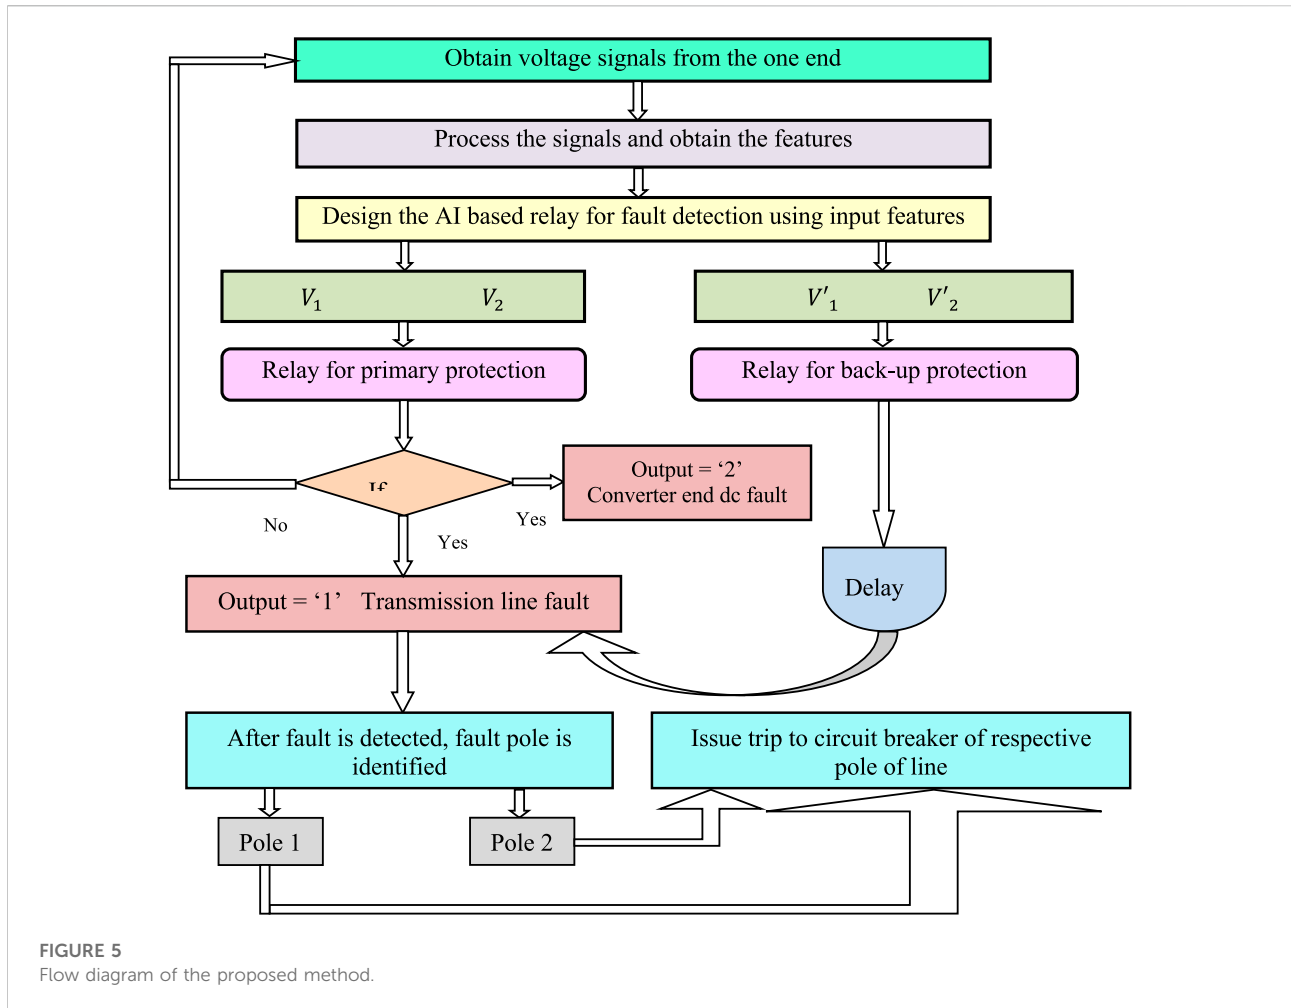 Obtain voltage signals from the one end
Process the signals and obtain the features
Design the AI based relay for fault detection using input features
V₁ V₂
V′₁ V′₂
Relay for primary protection
Relay for back-up protection
If
Output = ‘2’
Converter end dc fault
No
Yes
Yes
Delay
Output = ‘1’ Transmission line fault
After fault is detected, fault pole is
identified
Issue trip to circuit breaker of respective
pole of line
Pole 1
Pole 2
FIGURE 5
Flow diagram of the proposed method.